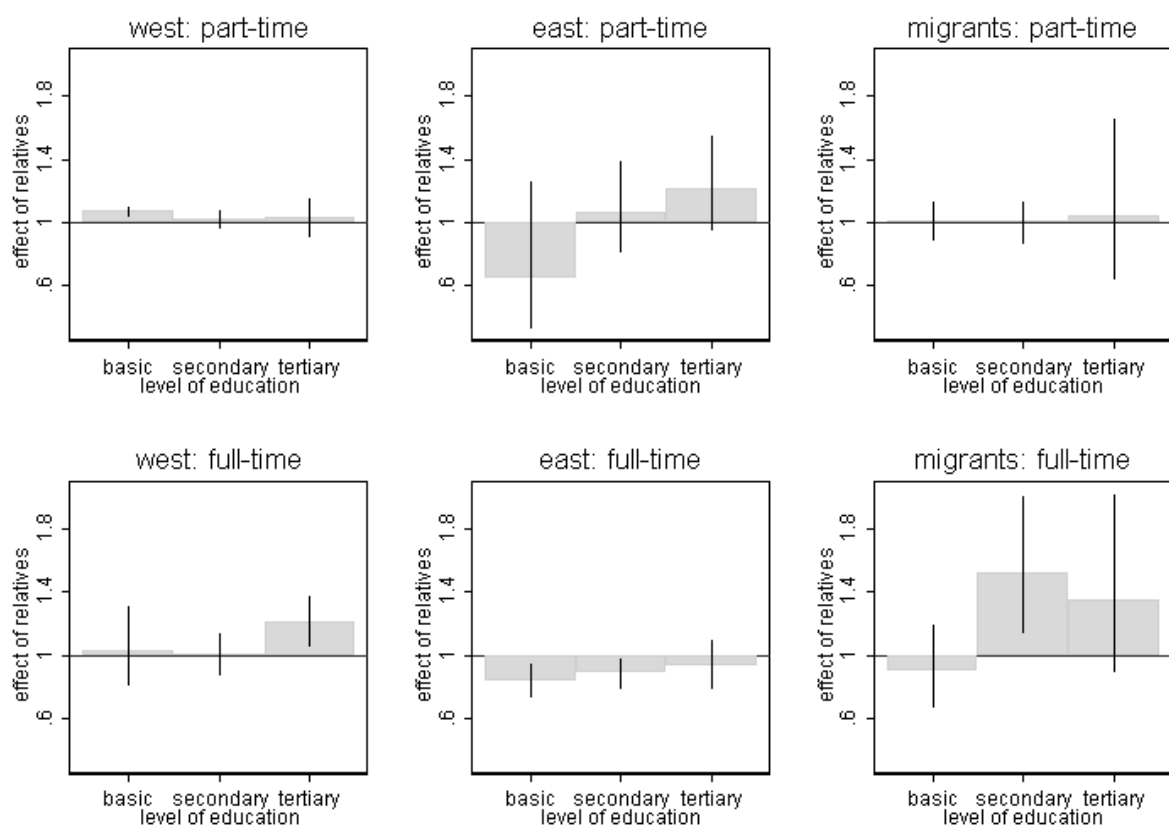 west: part-time
effect of relatives
1.8
1.4
1
.6
basic secondary tertiary
level of education
east: part-time
effect of relatives
1.8
1.4
1
.6
basic secondary tertiary
level of education
migrants: part-time
effect of relatives
1.8
1.4
1
.6
basic secondary tertiary
level of education
west: full-time
effect of relatives
1.8
1.4
1
.6
basic secondary tertiary
level of education
east: full-time
effect of relatives
1.8
1.4
1
.6
basic secondary tertiary
level of education
migrants: full-time
effect of relatives
1.8
1.4
1
.6
basic secondary tertiary
level of education